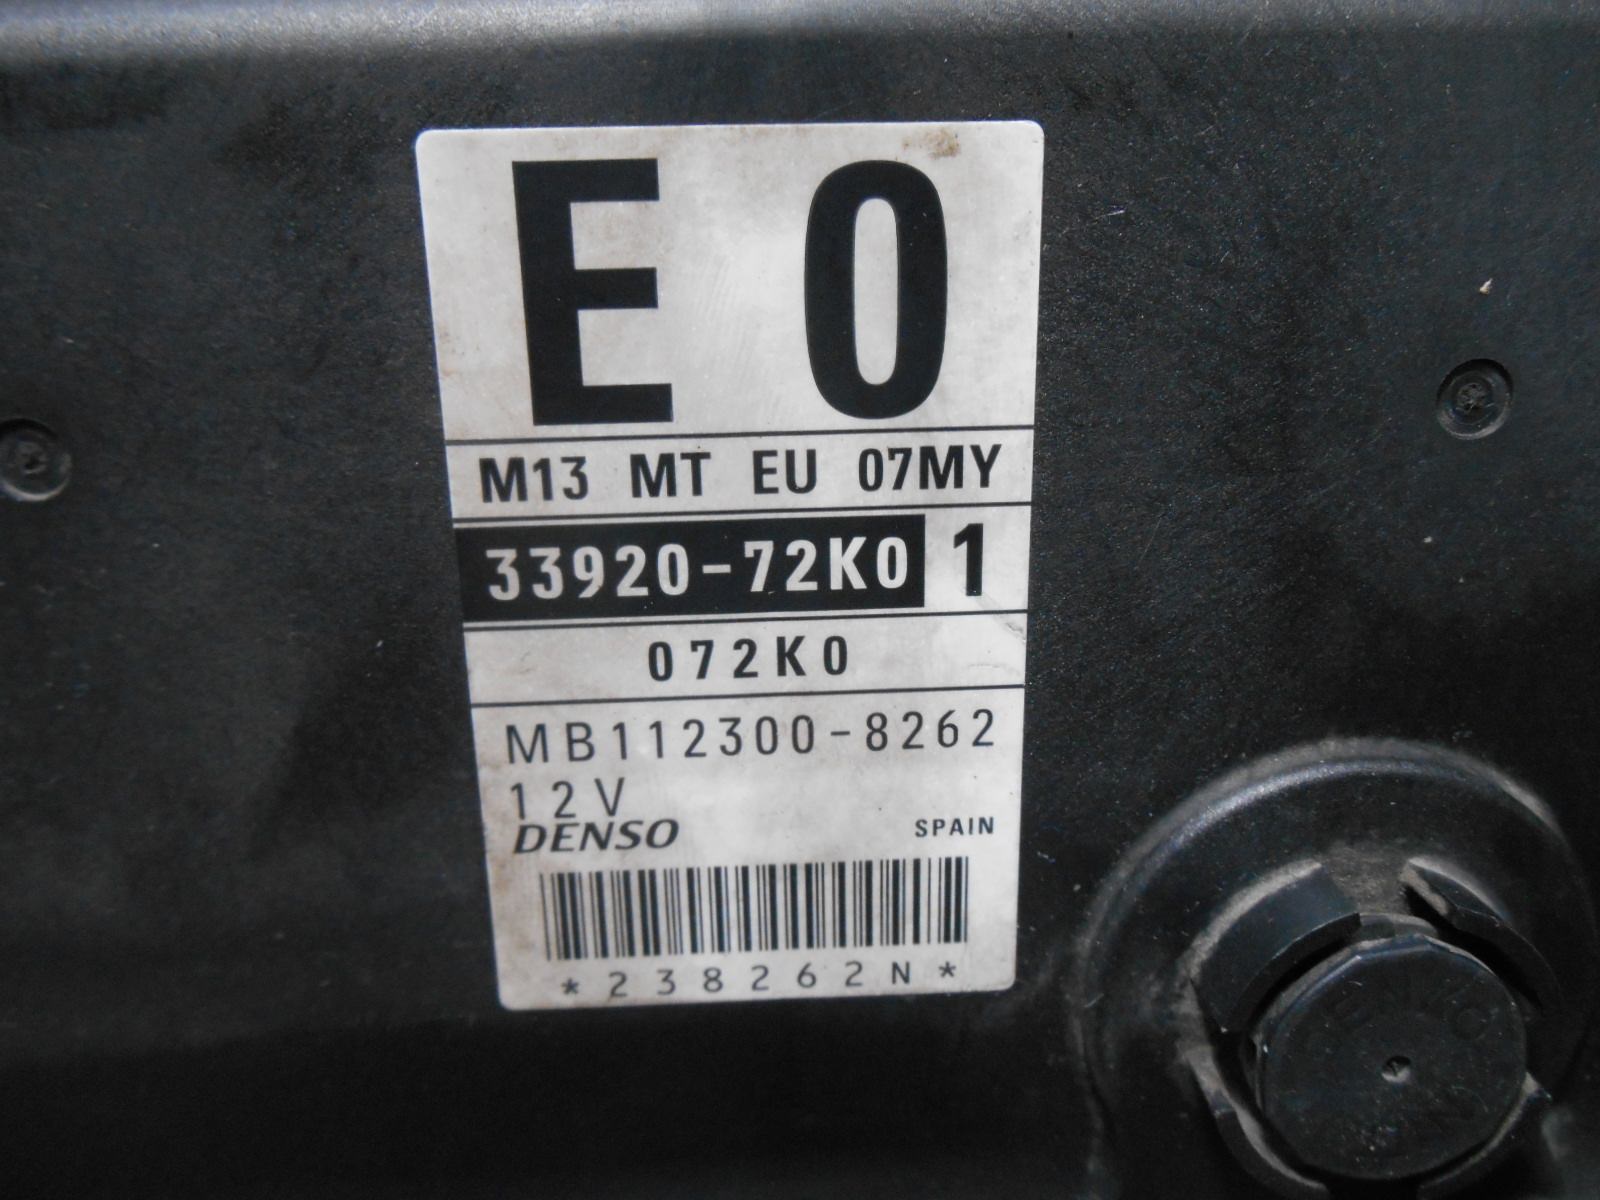 E 0
M13 MT EU 07MY
33920-72K0 1
072K0
MB112300-8262
12V
DENSO SPAIN
*238262N*